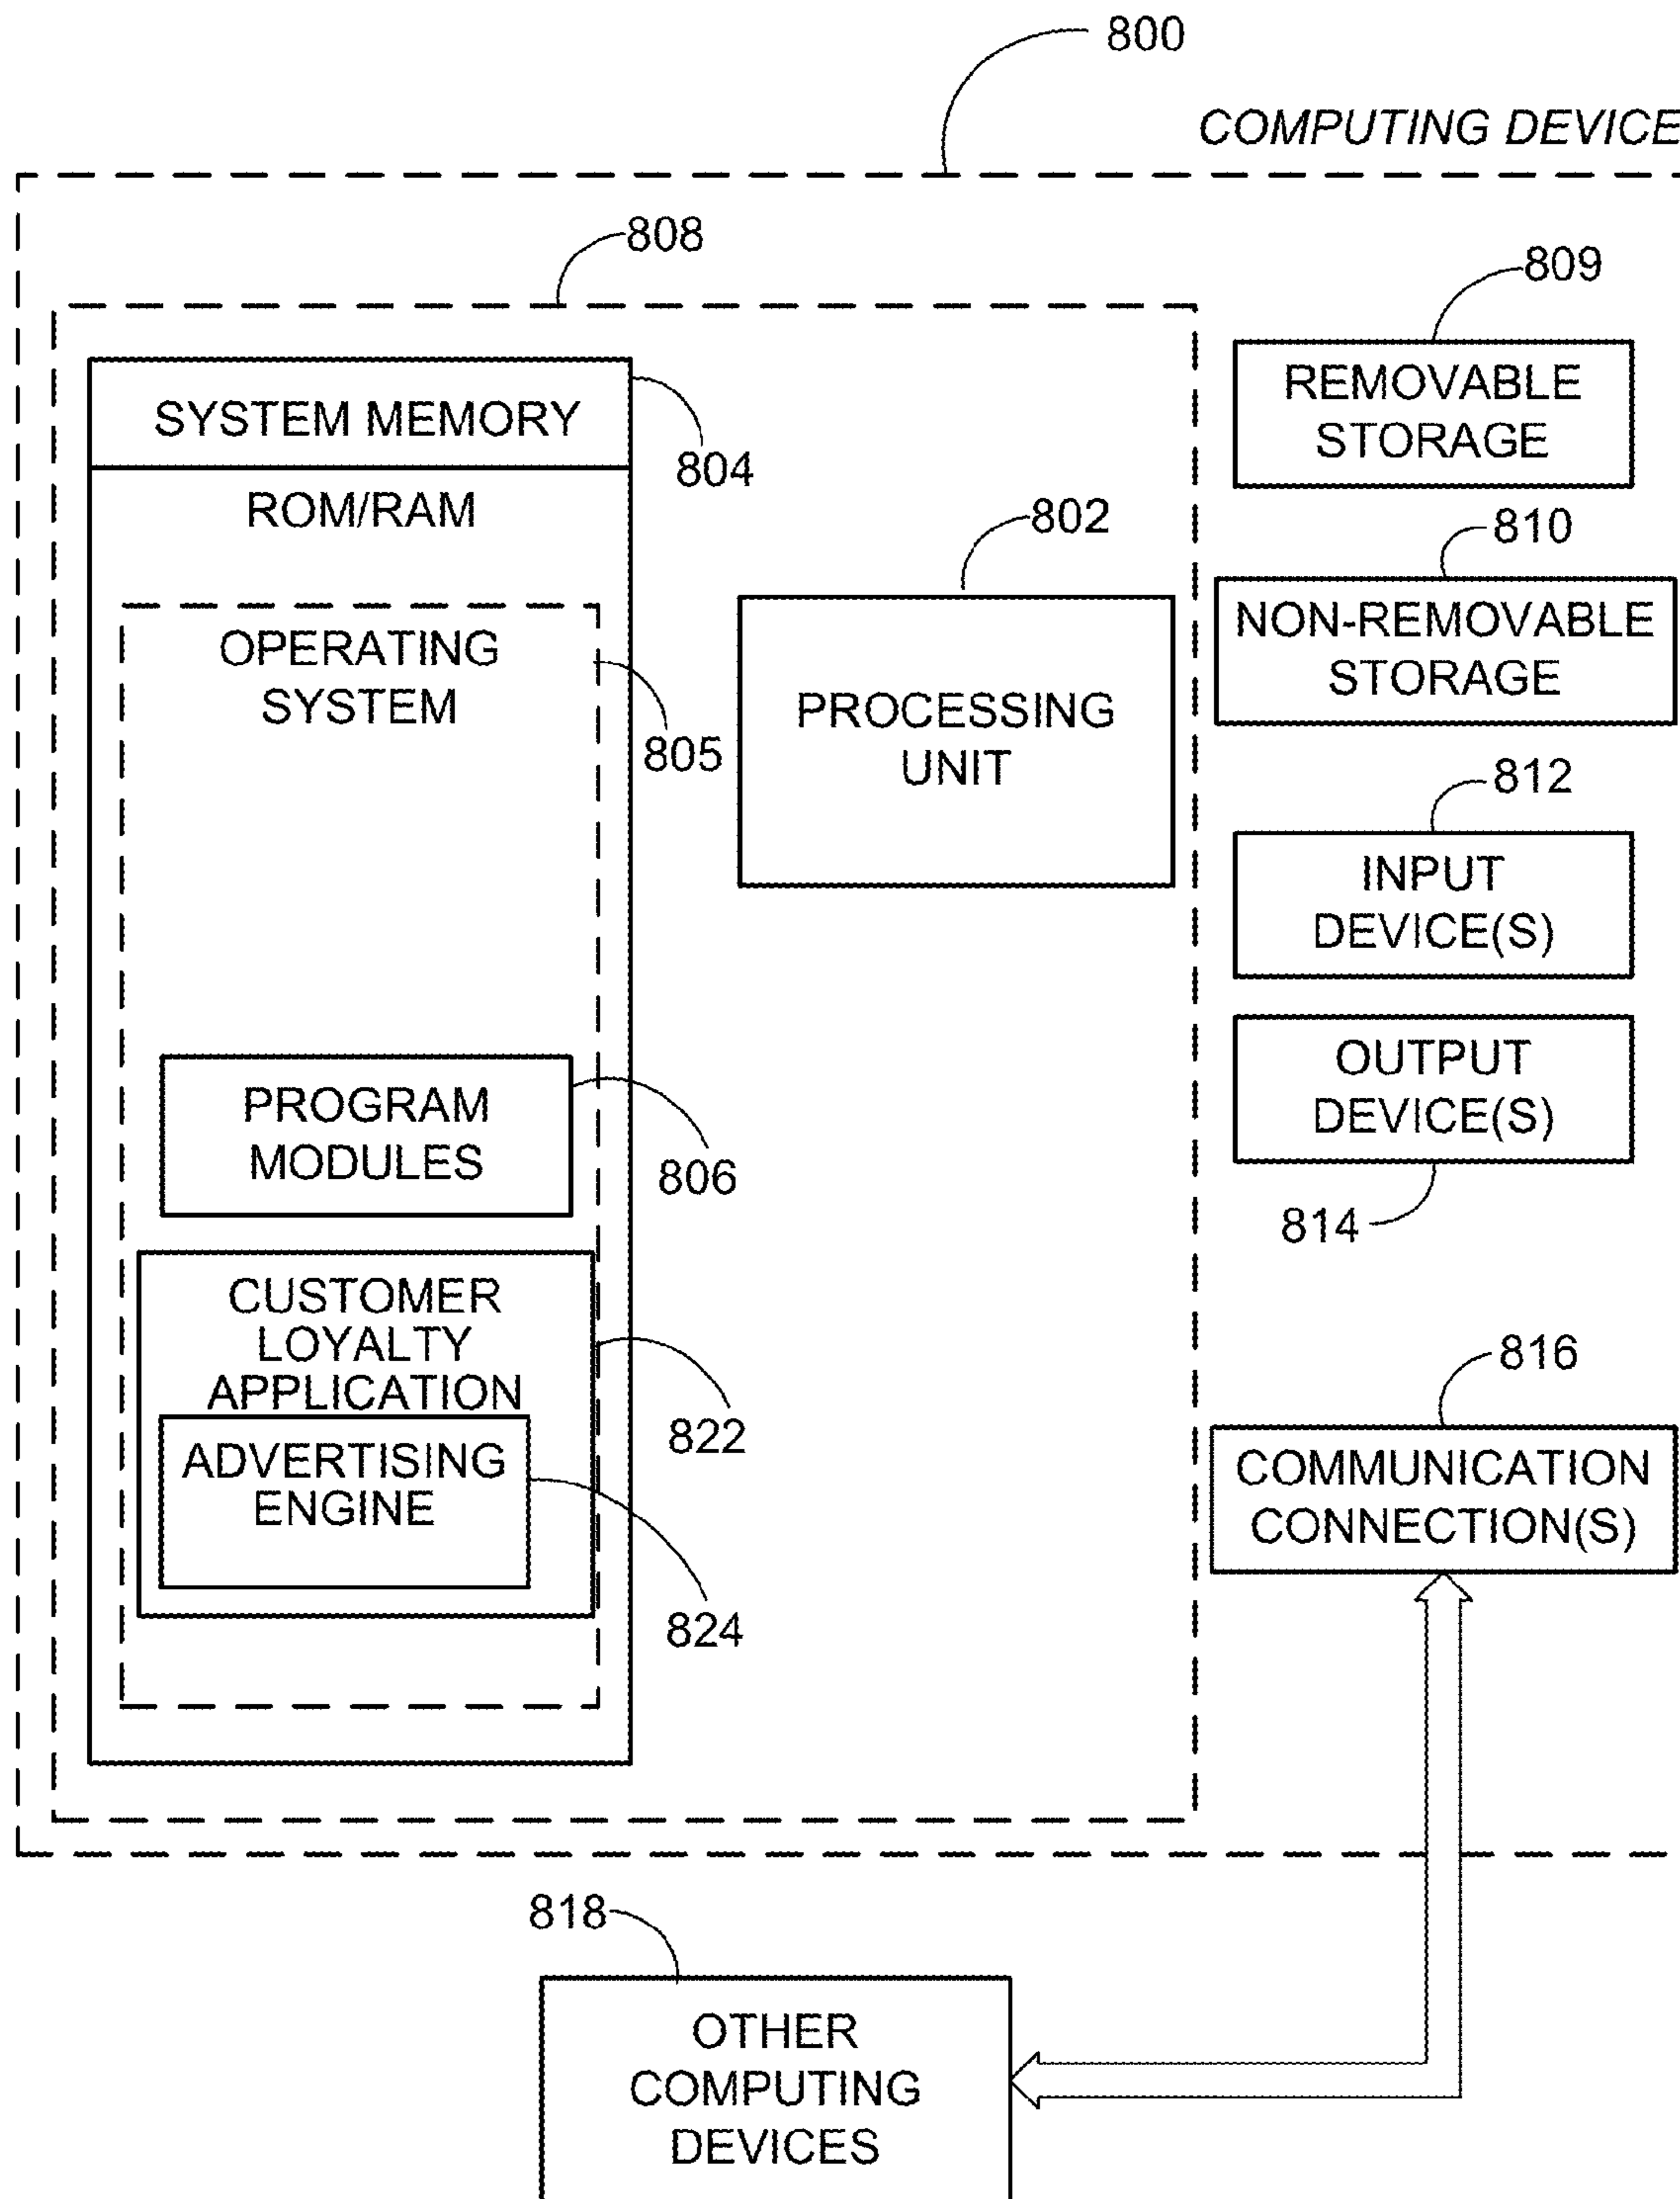 800
COMPUTING DEVICE
808
809
SYSTEM MEMORY
804
ROM/RAM
REMOVABLE
STORAGE
802
810
OPERATING
SYSTEM
805
PROCESSING
UNIT
NON-REMOVABLE
STORAGE
812
INPUT
DEVICE(S)
OUTPUT
DEVICE(S)
814
PROGRAM
MODULES
806
CUSTOMER
LOYALTY
APPLICATION
822
ADVERTISING
ENGINE
824
816
COMMUNICATION
CONNECTION(S)
818
OTHER
COMPUTING
DEVICES